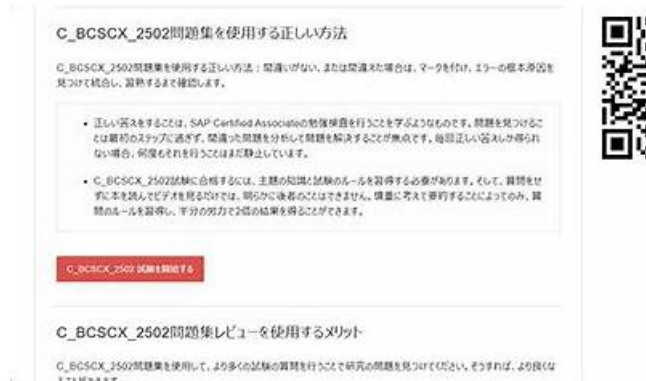 C_BCSCX_2502問題集を使用する正しい方法
C_BCSCX_2502問題集を使用する正しい方法：間違いがない、または間違えた場合は、マークを付け、エラーの根本原因を
見つけて統合し、習熟するまで確認します。
正しい答えをすることは、SAP Certified Associateの勉強検査を行うことを学ぶようなものです。問題を見つけるこ
とは最初のステップに過ぎず、間違った問題を分析して問題を解決することが焦点です。毎回正しい答えしか得られ
ない場合、何度もそれを行うことはまだ静止しています。
C_BCSCX_2502試験に合格するには、主題の知識と試験のルールを習得する必要があります。そして、質問をせ
ずに本を読んでビデオを見るだけでは、明らかに後者のことはできません。慎重に考えて要約することによってのみ、質
問のルールを習得し、半分の労力で2倍の結果を得ることができます。
C_BCSCX_2502 試験を開始する
C_BCSCX_2502問題集レビューを使用するメリット
C_BCSCX_2502問題集を使用して、より多くの試験の質問を行うことで研究の問題を見つけてください。そうすれば、より良くな